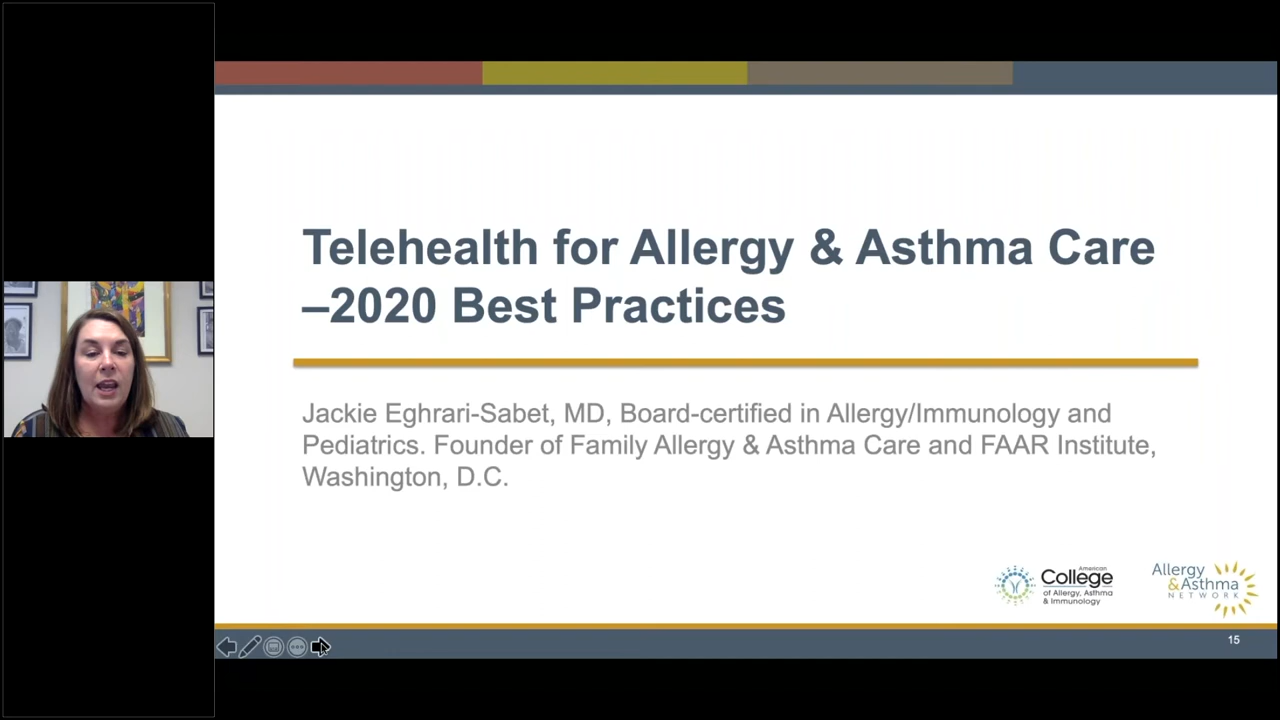 Telehealth for Allergy & Asthma Care
–2020 Best Practices
Jackie Eghrari-Sabet, MD, Board-certified in Allergy/Immunology and
Pediatrics. Founder of Family Allergy & Asthma Care and FAAR Institute,
Washington, D.C.
American
College
of Allergy, Asthma
& Immunology
Allergy
&Asthma
NETWORK
15